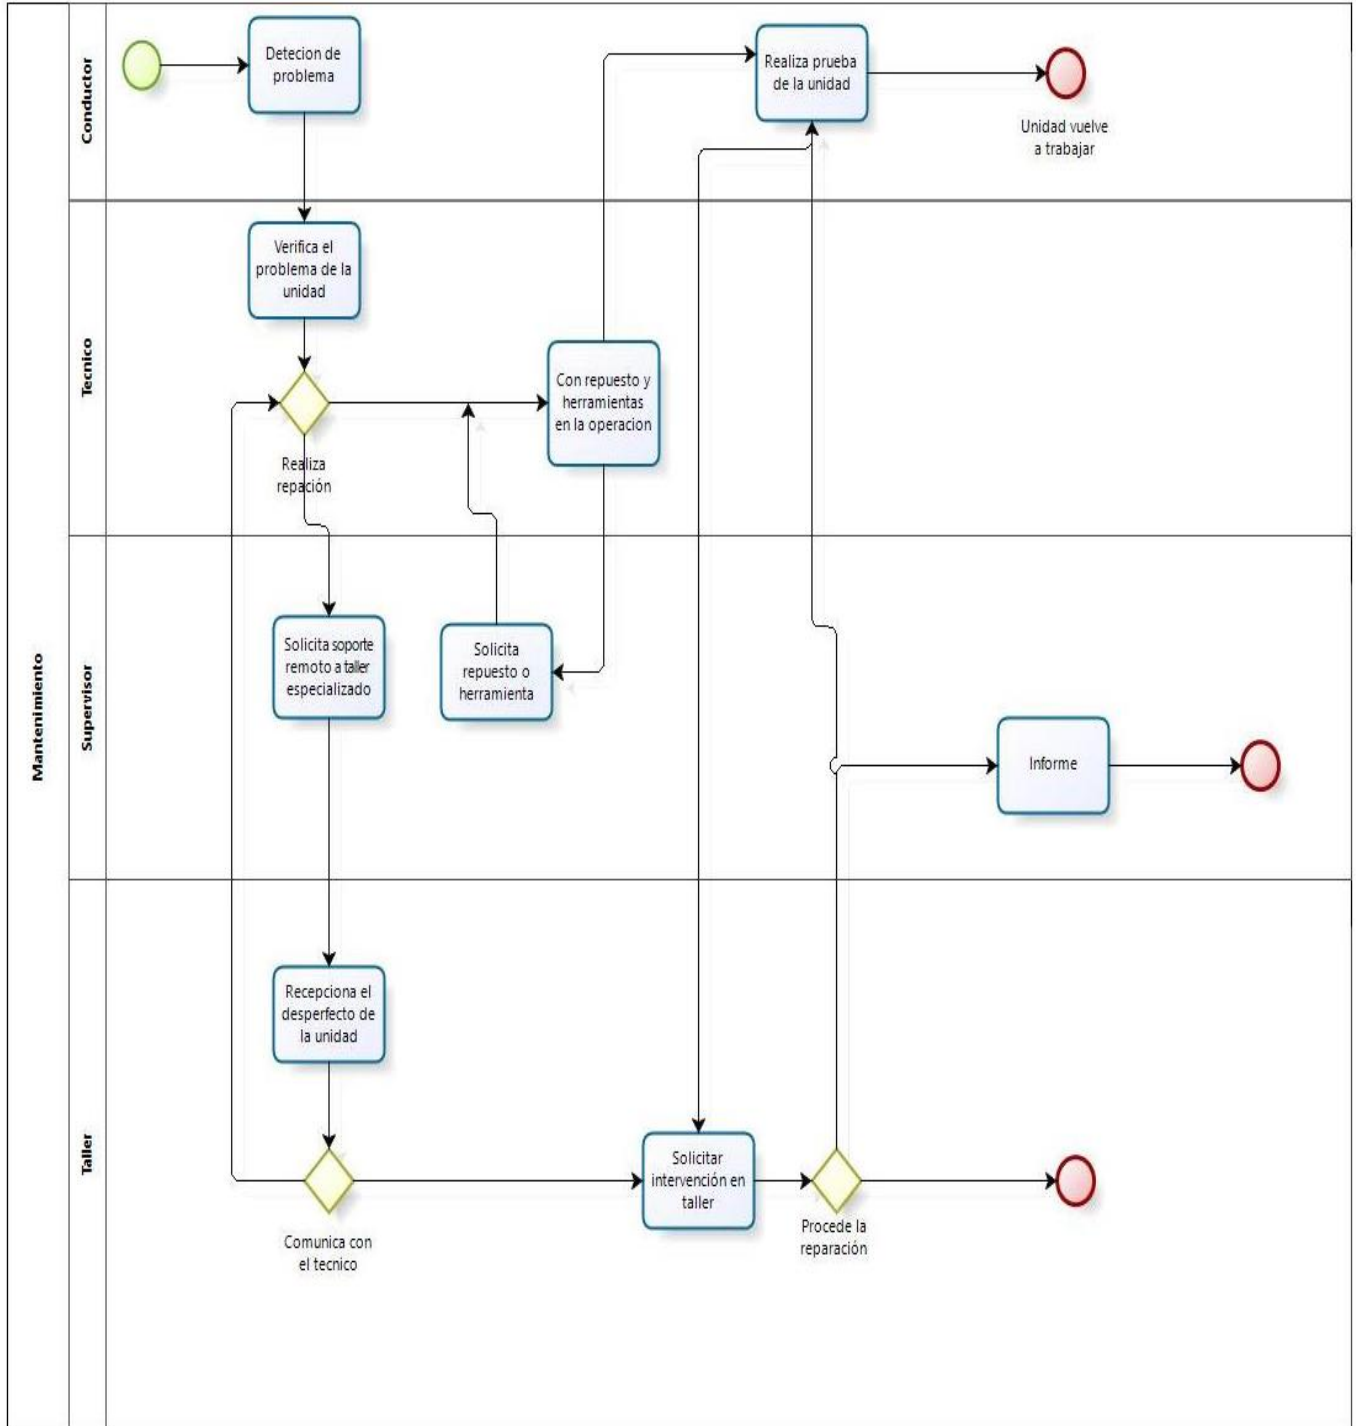 Mantenimiento
Conductor
Detecion de
problema
Realiza prueba
de la unidad
Unidad vuelve
a trabajar
Tecnico
Verifica el
problema de la
unidad
Realiza
repación
Con repuesto y
herramientas
en la operacion
Supervisor
Solicita soporte
remoto a taller
especializado
Solicita
repuesto o
herramienta
Informe
Taller
Recepciona el
desperfecto de
la unidad
Comunica con
el tecnico
Solicitar
intervención en
taller
Procede la
reparación